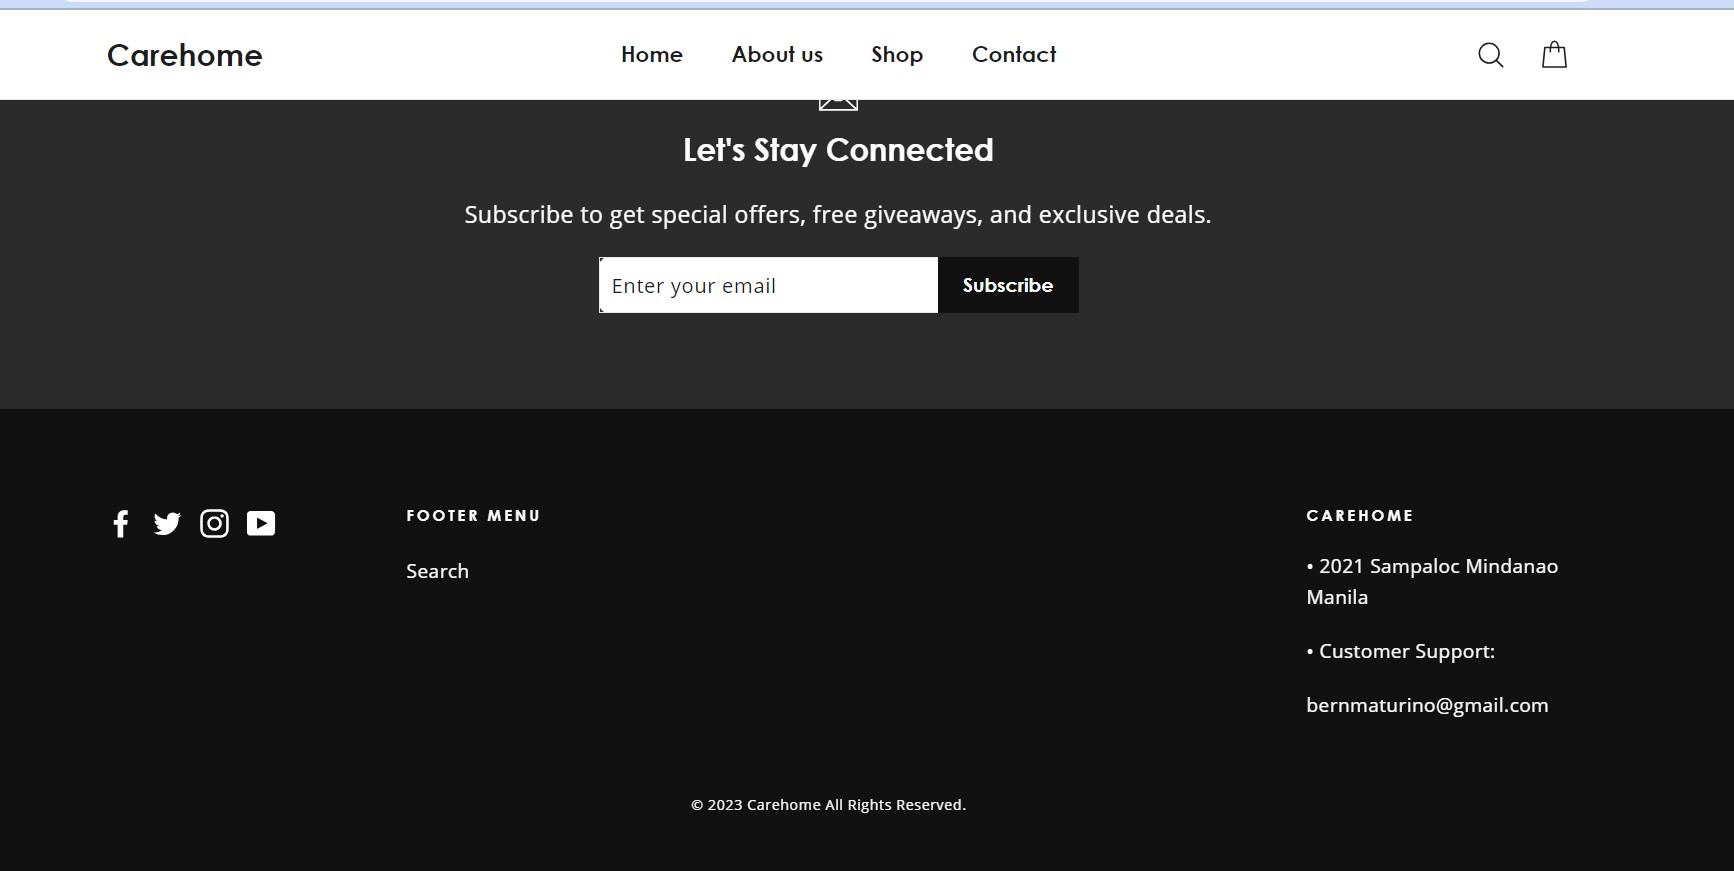 Carehome
Home
About us
Shop
Contact
Let's Stay Connected
Subscribe to get special offers, free giveaways, and exclusive deals.
Enter your email
Subscribe
FOOTER MENU
Search
CAREHOME
• 2021 Sampaloc Mindanao
Manila
• Customer Support:
bernmaturino@gmail.com
© 2023 Carehome All Rights Reserved.